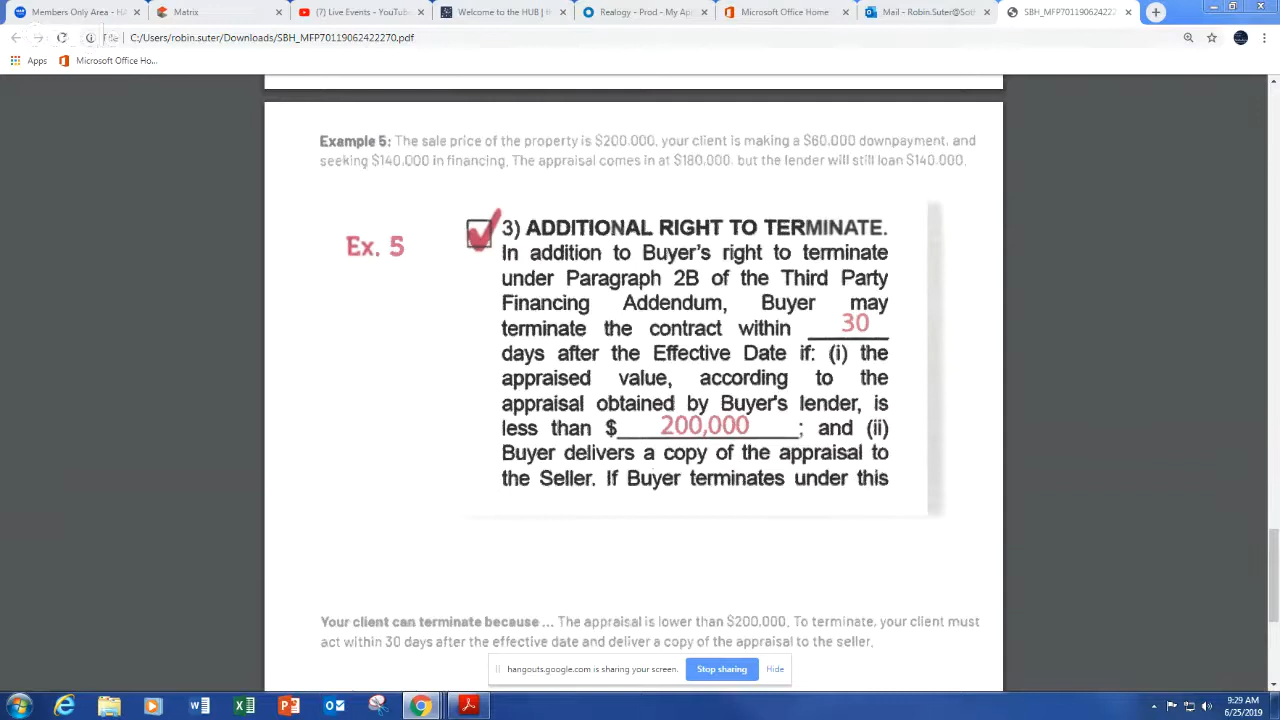 Members Only Area - HA
Matrix
(7) Live Events - YouTube
Welcome to the HUB | t
Realogy - Prod - My Ap
Microsoft Office Home
Mail - Robin.Suter@Sot
SBH_MFP7011906242227
C:/Users/robin.suter/Downloads/SBH_MFP70119062422270.pdf
Apps Microsoft Office Ho...
Example 5: The sale price of the property is $200,000, your client is making a $60,000 downpayment, and
seeking $140,000 in financing. The appraisal comes in at $180,000, but the lender will still loan $140,000.
Ex. 5
3) ADDITIONAL RIGHT TO TERMINATE.
In addition to Buyer's right to terminate
under Paragraph 2B of the Third Party
Financing Addendum, Buyer may
terminate the contract within 30
days after the Effective Date if: (i) the
appraised value, according to the
appraisal obtained by Buyer's lender, is
less than $ 200,000 ; and (ii)
Buyer delivers a copy of the appraisal to
the Seller. If Buyer terminates under this
Your client can terminate because ... The appraisal is lower than $200,000. To terminate, your client must
act within 30 days after the effective date and deliver a copy of the appraisal to the seller.
hangouts.google.com is sharing your screen. Stop sharing Hide
9:29 AM
6/25/2019